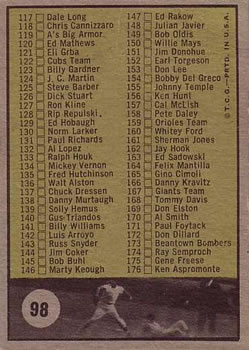 117 Dale Long
118 Chris Cannizzaro
119 A's Big Armor
120 Ed Mathews
121 Eli Grba
122 Cubs Team
123 Billy Gardner
124 J. C. Martin
125 Steve Barber
126 Dick Stuart
127 Ron Kline
128 Rip Repulski
129 Ed Hobaugh
130 Norm Larker
131 Paul Richards
132 Al Lopez
133 Ralph Houk
134 Mickey Vernon
135 Fred Hutchinson
136 Walt Alston
137 Chuck Dressen
138 Danny Murtaugh
139 Solly Hemus
140 Gus Triandos
141 Billy Williams
142 Luis Arroyo
143 Russ Snyder
144 Jim Coker
145 Bob Buhl
146 Marty Keough
147 Ed Rakow
148 Julian Javier
149 Bob Oldis
150 Willie Mays
151 Jim Donohue
152 Earl Torgeson
153 Don Lee
154 Bobby Del Greco
155 Johnny Temple
156 Ken Hunt
157 Cal McLish
158 Pete Daley
159 Orioles Team
160 Whitey Ford
161 Sherman Jones
162 Jay Hook
163 Ed Sadowski
164 Felix Mantilla
165 Gino Cimoli
166 Danny Kravitz
167 Giants Team
168 Tommy Davis
169 Don Elston
170 Al Smith
171 Paul Foytack
172 Don Dillard
173 Beantown Bombers
174 Ray Semproch
175 Gene Freese
176 Ken Aspromonte
© T.C.G. - PRTD. IN U.S.A.
98